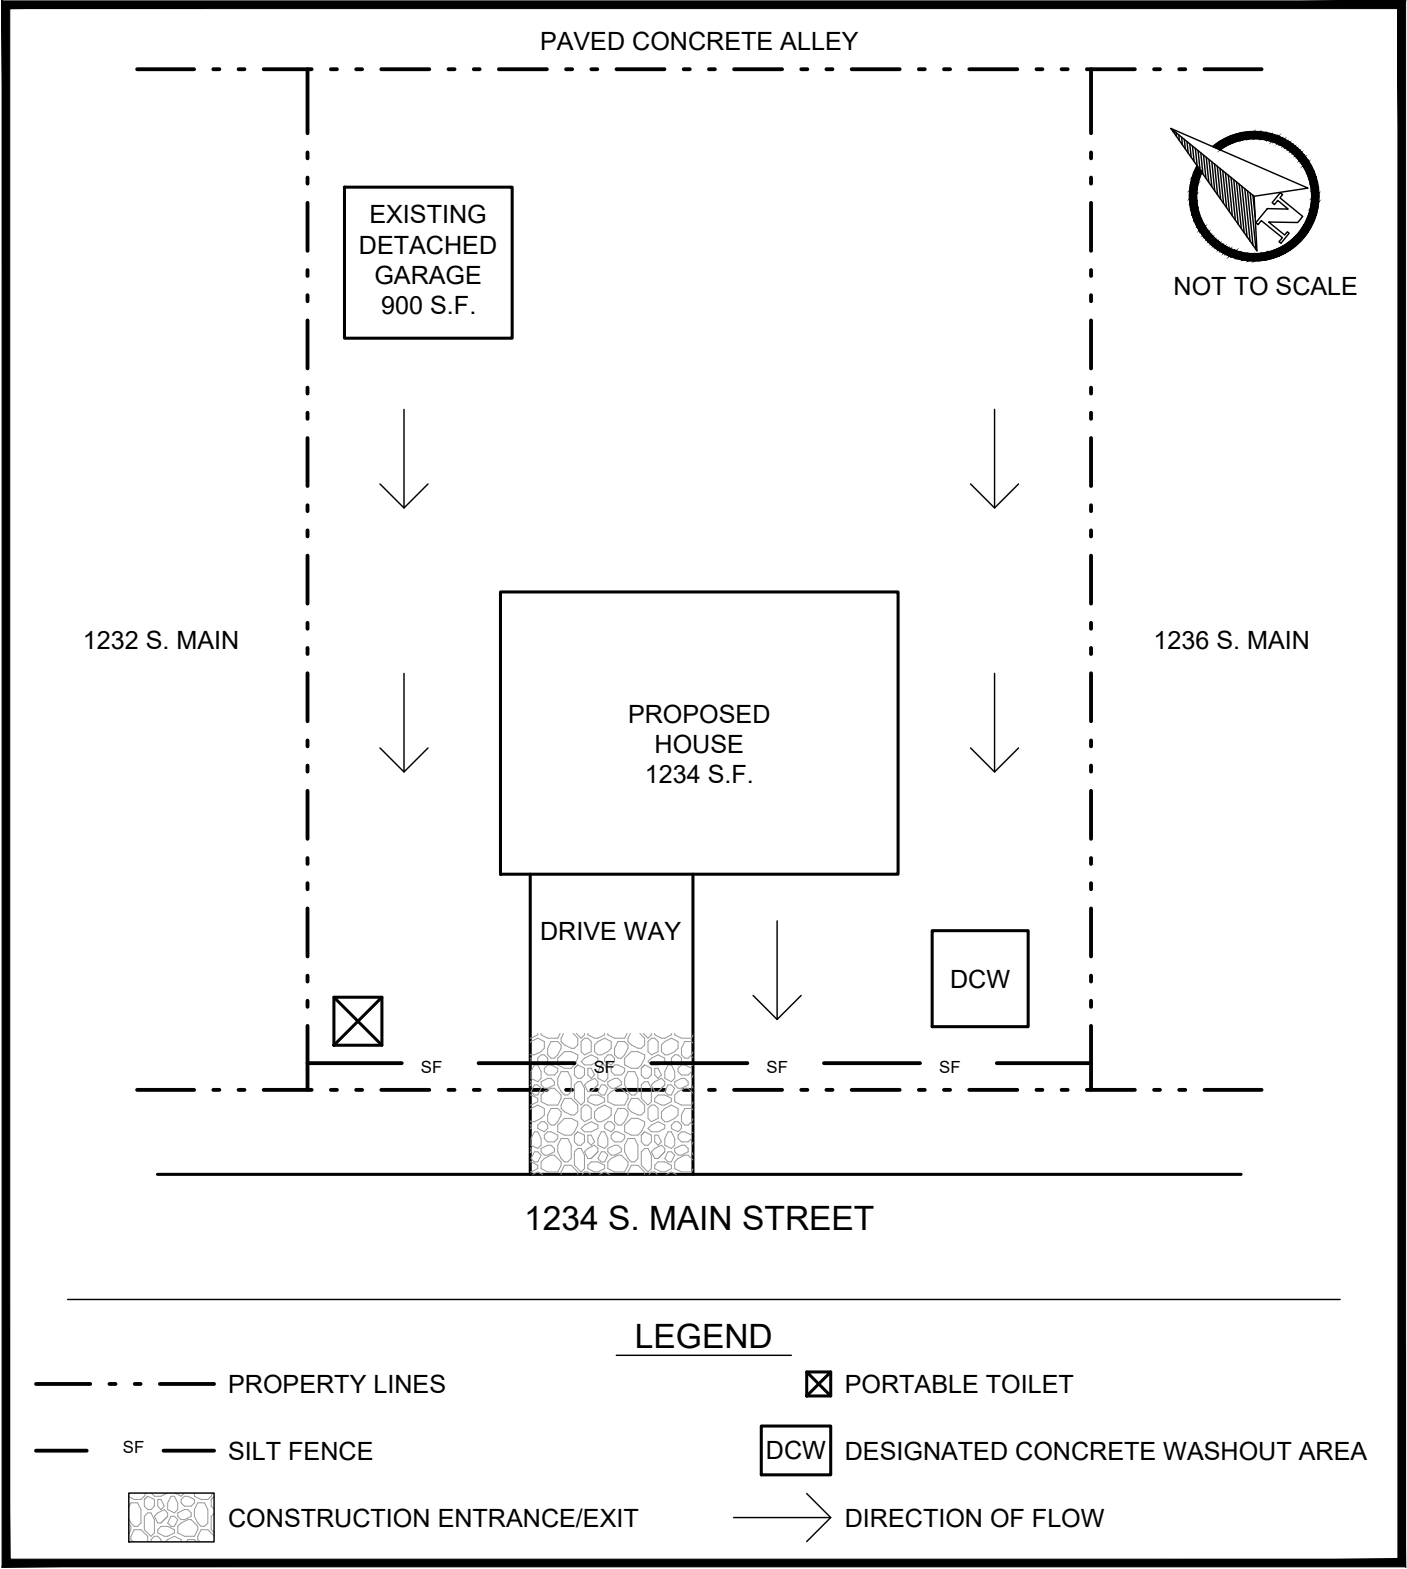 PAVED CONCRETE ALLEY
EXISTING
DETACHED
GARAGE
900 S.F.
N
NOT TO SCALE
1232 S. MAIN
1236 S. MAIN
PROPOSED
HOUSE
1234 S.F.
DRIVE WAY
DCW
SF SF SF SF
1234 S. MAIN STREET
LEGEND
PROPERTY LINES
PORTABLE TOILET
SF SILT FENCE
DCW DESIGNATED CONCRETE WASHOUT AREA
CONSTRUCTION ENTRANCE/EXIT
DIRECTION OF FLOW